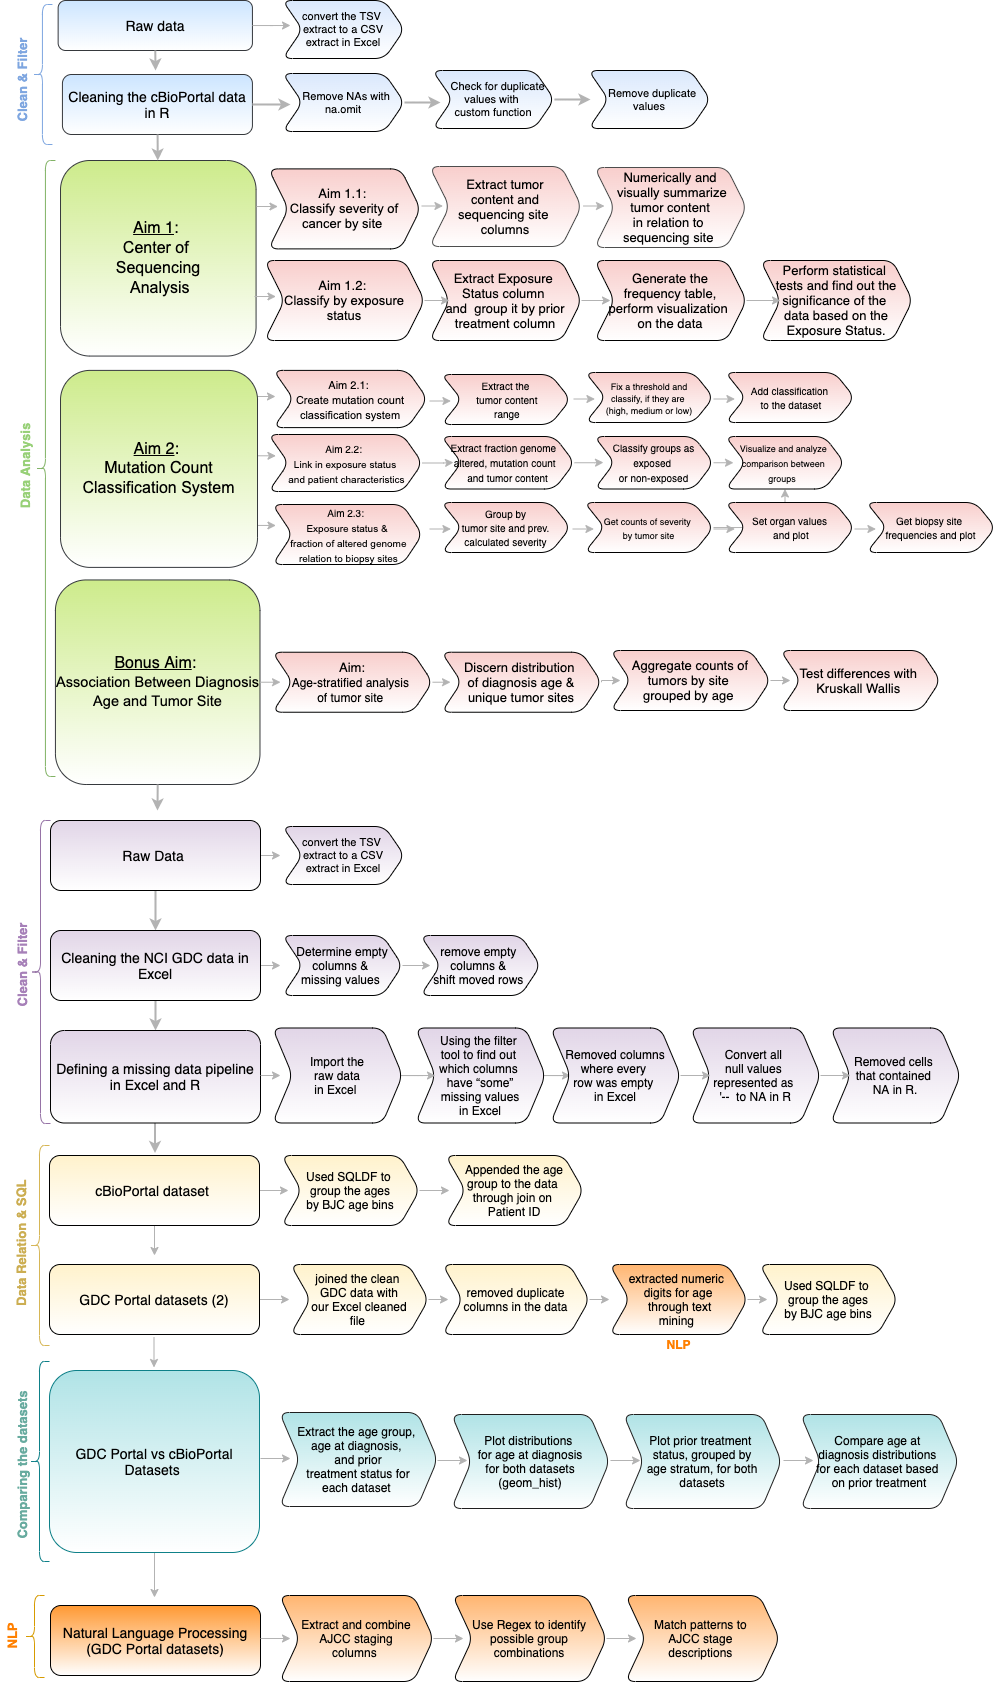 Clean & Filter
Raw data
convert the TSV
extract to a CSV
extract in Excel
Cleaning the cBioPortal data
in R
Remove NAs with
na.omit
Check for duplicate
values with
custom function
Remove duplicate
values
Data Analysis
Aim 1:
Center of
Sequencing
Analysis
Aim 1.1:
Classify severity of
cancer by site
Extract tumor
content and
sequencing site
columns
Numerically and
visually summarize
tumor content
in relation to
sequencing site
Aim 1.2:
Classify by exposure
status
Extract Exposure
Status column
and group it by prior
treatment column
Generate the
frequency table,
perform visualization
on the data
Perform statistical
tests and find out the
significance of the
data based on the
Exposure Status.
Aim 2:
Mutation Count
Classification System
Aim 2.1:
Create mutation count
classification system
Extract the
tumor content
range
Fix a threshold and
classify, if they are
(high, medium or low)
Add classification
to the dataset
Aim 2.2:
Link in exposure status
and patient characteristics
Extract fraction genome
altered, mutation count
and tumor content
Classify groups as
exposed
or non-exposed
Visualize and analyze
comparison between
groups
Aim 2.3:
Exposure status &
fraction of altered genome
relation to biopsy sites
Group by
tumor site and prev.
calculated severity
Get counts of severity
by tumor site
Set organ values
and plot
Get biopsy site
frequencies and plot
Bonus Aim:
Association Between Diagnosis
Age and Tumor Site
Aim:
Age-stratified analysis
of tumor site
Discern distribution
of diagnosis age &
unique tumor sites
Aggregate counts of
tumors by site
grouped by age
Test differences with
Kruskall Wallis
Clean & Filter
Raw Data
convert the TSV
extract to a CSV
extract in Excel
Cleaning the NCI GDC data in
Excel
Determine empty
columns &
missing values
remove empty
columns &
shift moved rows
Defining a missing data pipeline
in Excel and R
Import the
raw data
in Excel
Using the filter
tool to find out
which columns
have “some”
missing values
in Excel
Removed columns
where every
row was empty
in Excel
Convert all
null values
represented as
'-- to NA in R
Removed cells
that contained
NA in R.
Data Relation & SQL
cBioPortal dataset
Used SQLDF to
group the ages
by BJC age bins
Appended the age
group to the data
through join on
Patient ID
GDC Portal datasets (2)
joined the clean
GDC data with
our Excel cleaned
file
removed duplicate
columns in the data
extracted numeric
digits for age
through text
mining
NLP
Used SQLDF to
group the ages
by BJC age bins
Comparing the datasets
GDC Portal vs cBioPortal
Datasets
Extract the age group,
age at diagnosis,
and prior
treatment status for
each dataset
Plot distributions
for age at diagnosis
for both datasets
(geom_hist)
Plot prior treatment
status, grouped by
age stratum, for both
datasets
Compare age at
diagnosis distributions
for each dataset based
on prior treatment
NLP
Natural Language Processing
(GDC Portal datasets)
Extract and combine
AJCC staging
columns
Use Regex to identify
possible group
combinations
Match patterns to
AJCC stage
descriptions